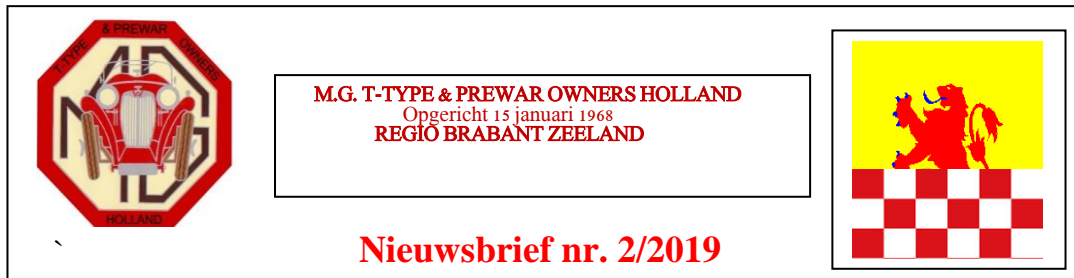 T-TYPE & PREWAR OWNERS
MG
HOLLAND
M.G. T-TYPE & PREWAR OWNERS HOLLAND
Opgericht 15 januari 1968
REGIO BRABANT ZEELAND
`
Nieuwsbrief nr. 2/2019